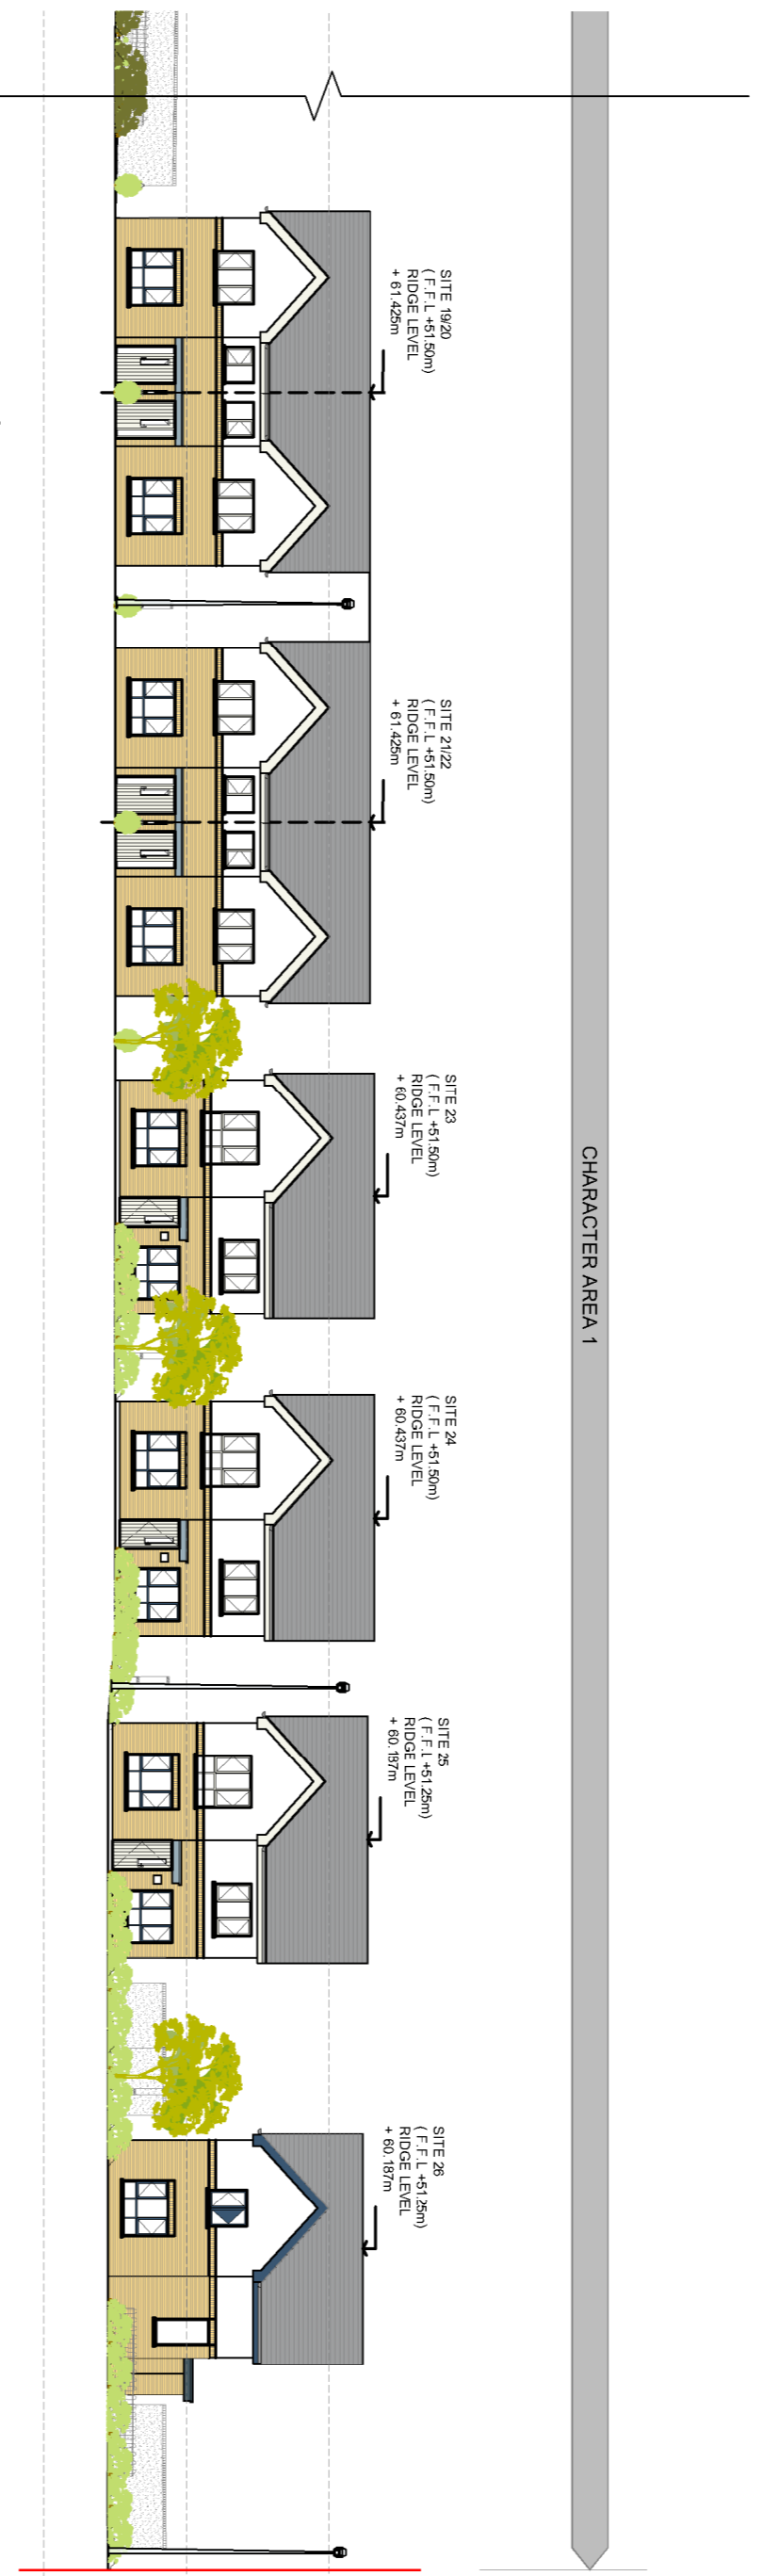 CHARACTER AREA 1
SITE 19/20
( F.F.L +51.50m)
RIDGE LEVEL
+ 61.425m
SITE 21/22
( F.F.L +51.50m)
RIDGE LEVEL
+ 61.425m
SITE 23
( F.F.L +51.50m)
RIDGE LEVEL
+ 60.437m
SITE 24
( F.F.L +51.50m)
RIDGE LEVEL
+ 60.437m
SITE 25
( F.F.L +51.25m)
RIDGE LEVEL
+ 60.187m
SITE 26
( F.F.L +51.25m)
RIDGE LEVEL
+ 60.187m